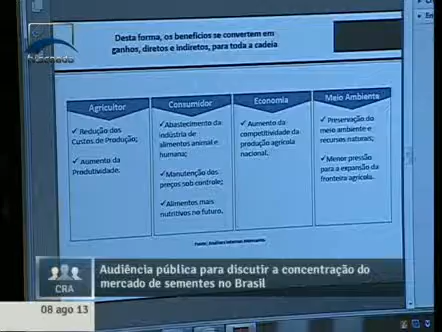 Desta forma, os benefícios se convertem em
ganhos, diretos e indiretos, para toda a cadeia
Agricultor
✓ Redução dos
Custos de Produção;
✓ Aumento da
Produtividade.
Consumidor
✓Abastecimento da
indústria de
alimentos animal e
humana;
✓Manutenção dos
preços sob controle;
✓Alimentos mais
nutritivos no futuro.
Economia
✓ Aumento da
competitividade da
produção agrícola
nacional.
Meio Ambiente
✓Preservação do
meio ambiente e
recursos naturais;
✓Menor pressão
para a expansão da
fronteira agrícola.
CRA
Audiência pública para discutir a concentração do
mercado de sementes no Brasil
08 ago 13